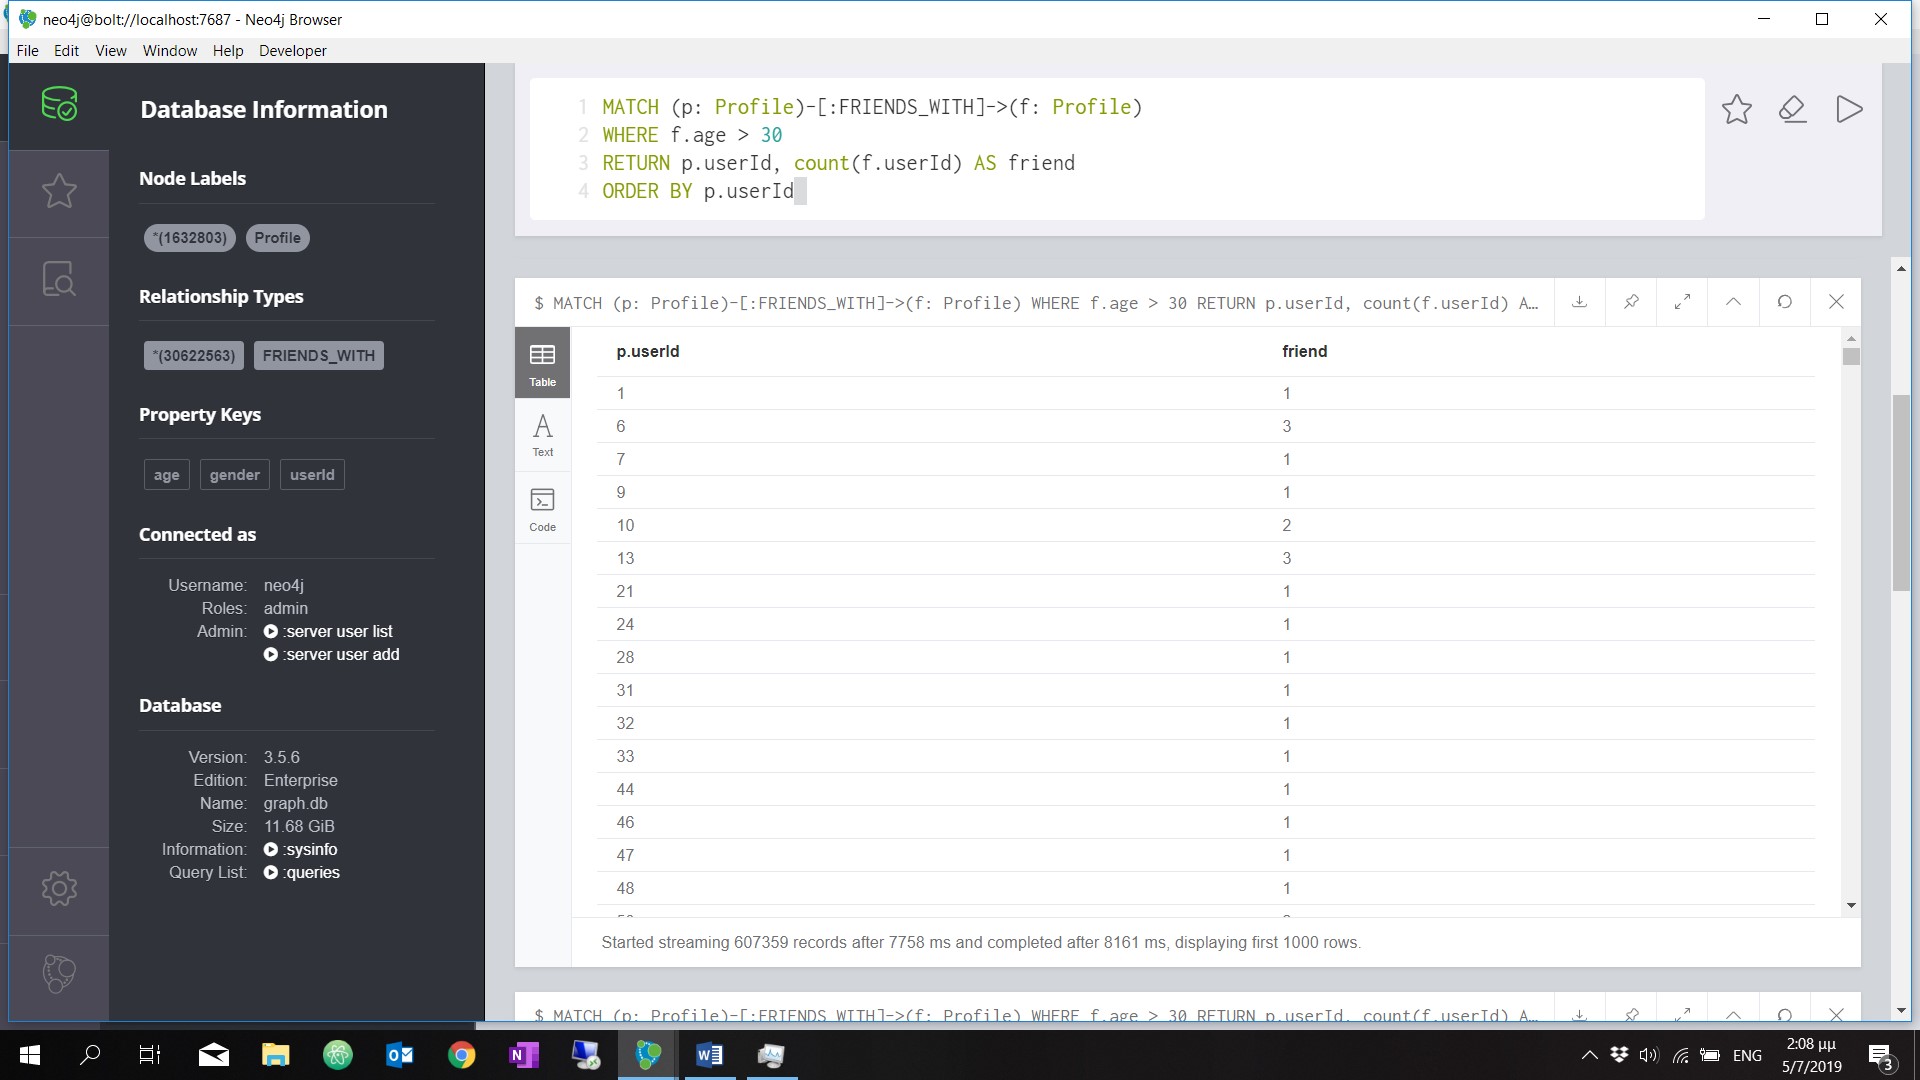 neo4j@bolt://localhost:7687 - Neo4j Browser
File Edit View Window Help Developer
Database Information
Node Labels
*(1632803) Profile
Relationship Types
*(30622563) FRIENDS_WITH
Property Keys
age gender userId
Connected as
Username: neo4j
Roles: admin
Admin: :server user list
:server user add
Database
Version: 3.5.6
Edition: Enterprise
Name: graph.db
Size: 11.68 GiB
Information: :sysinfo
Query List: :queries
1 MATCH (p: Profile)-[:FRIENDS_WITH]->(f: Profile)
2 WHERE f.age > 30
3 RETURN p.userId, count(f.userId) AS friend
4 ORDER BY p.userId
$ MATCH (p: Profile)-[:FRIENDS_WITH]->(f: Profile) WHERE f.age > 30 RETURN p.userId, count(f.userId) A…
Table
Text
Code
p.userId friend
1 1
6 3
7 1
9 1
10 2
13 3
21 1
24 1
28 1
31 1
32 1
33 1
44 1
46 1
47 1
48 1
Started streaming 607359 records after 7758 ms and completed after 8161 ms, displaying first 1000 rows.
$ MATCH (p: Profile)-[:FRIENDS_WITH]->(f: Profile) WHERE f.age > 30 RETURN p.userId, count(f.userId) A…
ENG
2:08 μμ
5/7/2019
3